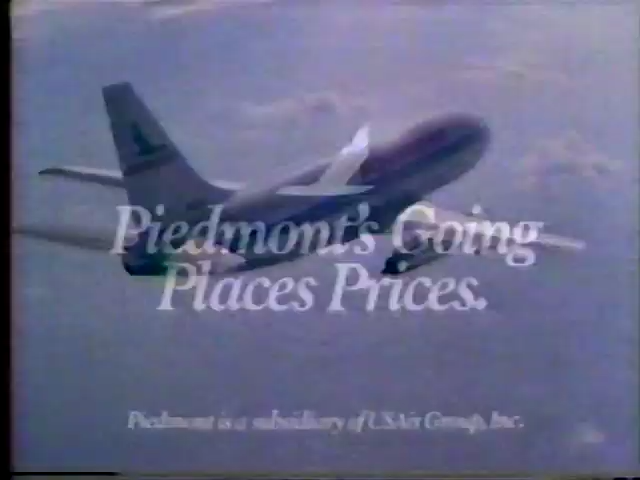 Piedmont's Going
Places Prices.
Piedmont is a subsidiary of USAir Group, Inc.